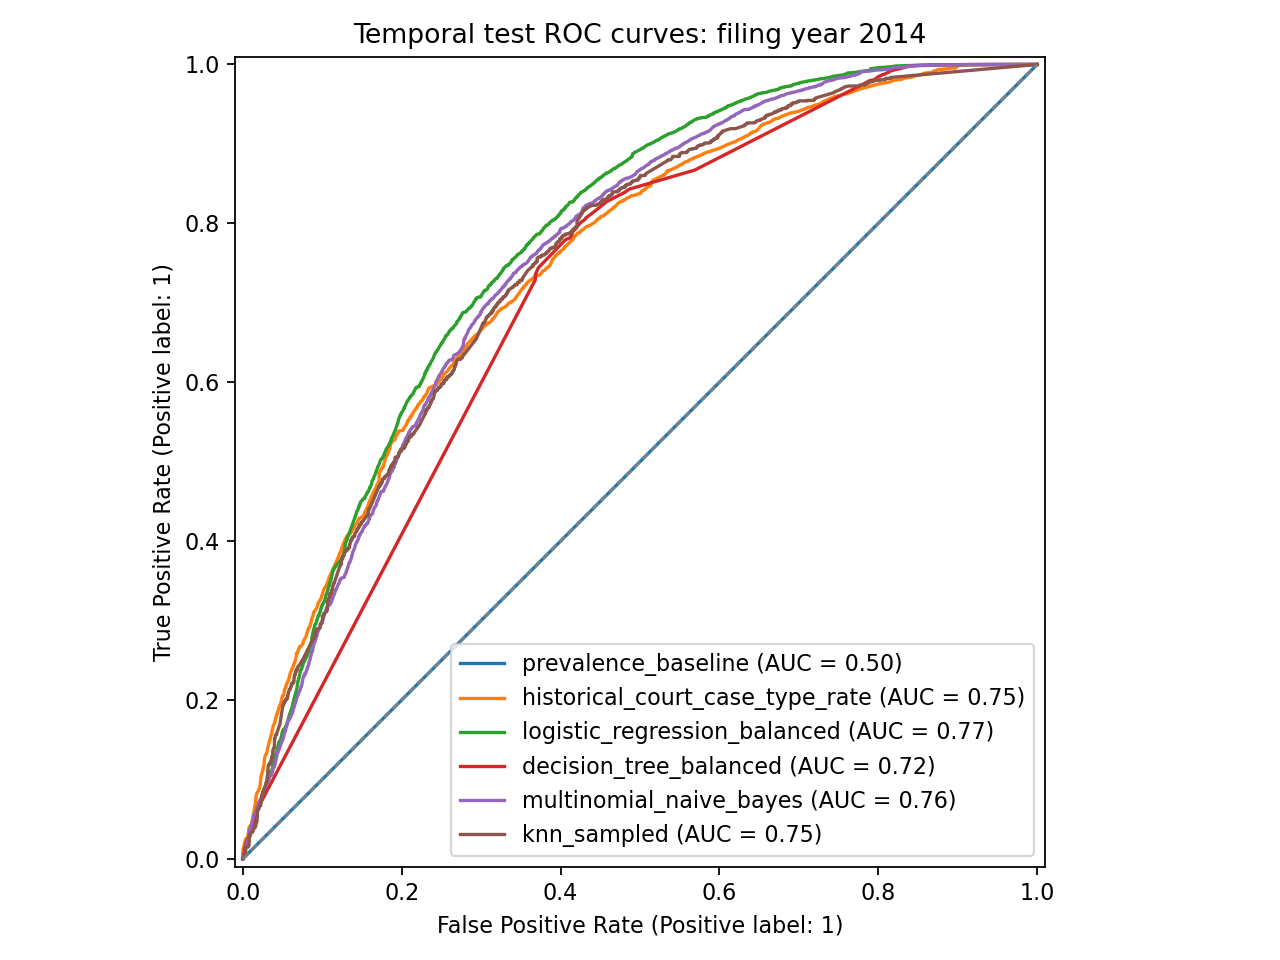 Temporal test ROC curves: filing year 2014
1.0
0.8
0.6
0.4
0.2
0.0
True Positive Rate (Positive label: 1)
prevalence_baseline (AUC = 0.50)
historical_court_case_type_rate (AUC = 0.75)
logistic_regression_balanced (AUC = 0.77)
decision_tree_balanced (AUC = 0.72)
multinomial_naive_bayes (AUC = 0.76)
knn_sampled (AUC = 0.75)
0.0 0.2 0.4 0.6 0.8 1.0
False Positive Rate (Positive label: 1)